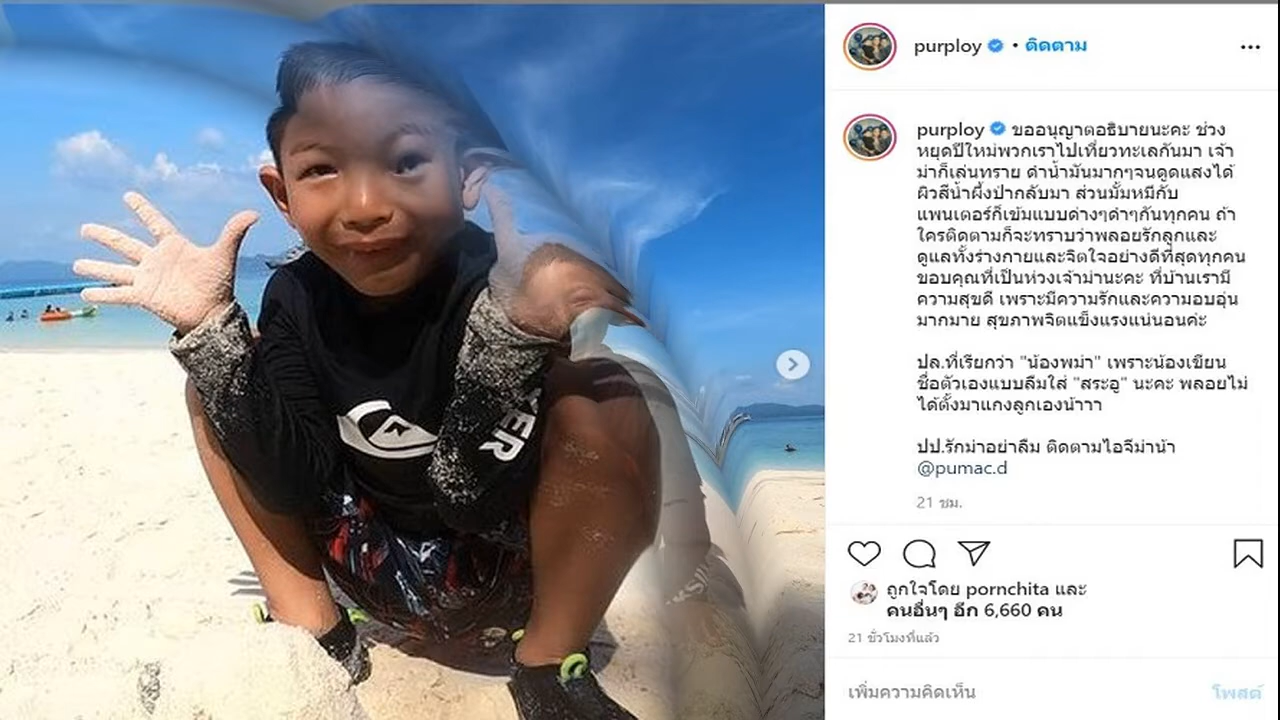 purploy • ติดตาม
purploy ขออนุญาตอธิบายนะคะ ช่วง
หยุดปีใหม่พวกเราไปเที่ยวทะเลกันมา เจ้า
ม่าก็เล่นทราย ดำน้ำมันมากๆจนดูดแสงได้
ผิวสีน้ำผึ้งป่ากลับมา ส่วนมั้มหมีกับ
แพนเตอร์ก็เข้มแบบด่างๆดำๆกันทุกคน ถ้า
ใครติดตามก็จะทราบว่าพลอยรักลูกและ
ดูแลทั้งร่างกายและจิตใจอย่างดีที่สุดทุกคน
ขอบคุณที่เป็นห่วงเจ้าม่านะคะ ที่บ้านเรามี
ความสุขดี เพราะมีความรักและความอบอุ่น
มากมาย สุขภาพจิตแข็งแรงแน่นอนค่ะ
ปล.ที่เรียกว่า "น้องพม่า" เพราะน้องเขียน
ชื่อตัวเองแบบลืมใส่ "สระอู" นะคะ พลอยไม่
ได้ตั้งมาแกงลูกเองน้าาา
ปป.รักม่าอย่าลืม ติดตามไอจีม่าน้า
@pumac.d
21 ชม.
ถูกใจโดย pornchita และ
คนอื่นๆ อีก 6,660 คน
21 ชั่วโมงที่แล้ว
เพิ่มความคิดเห็น
โพสต์